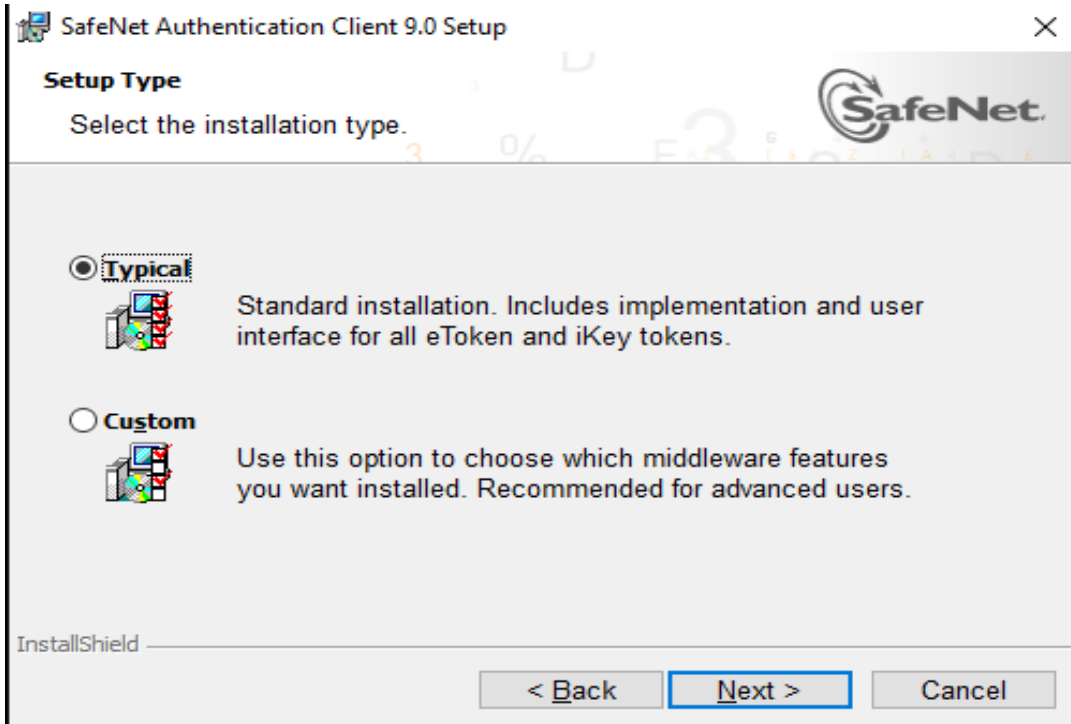 SafeNet Authentication Client 9.0 Setup
Setup Type
Select the installation type.
SafeNet.
Typical
Standard installation. Includes implementation and user
interface for all eToken and iKey tokens.
Custom
Use this option to choose which middleware features
you want installed. Recommended for advanced users.
InstallShield
< Back
Next >
Cancel